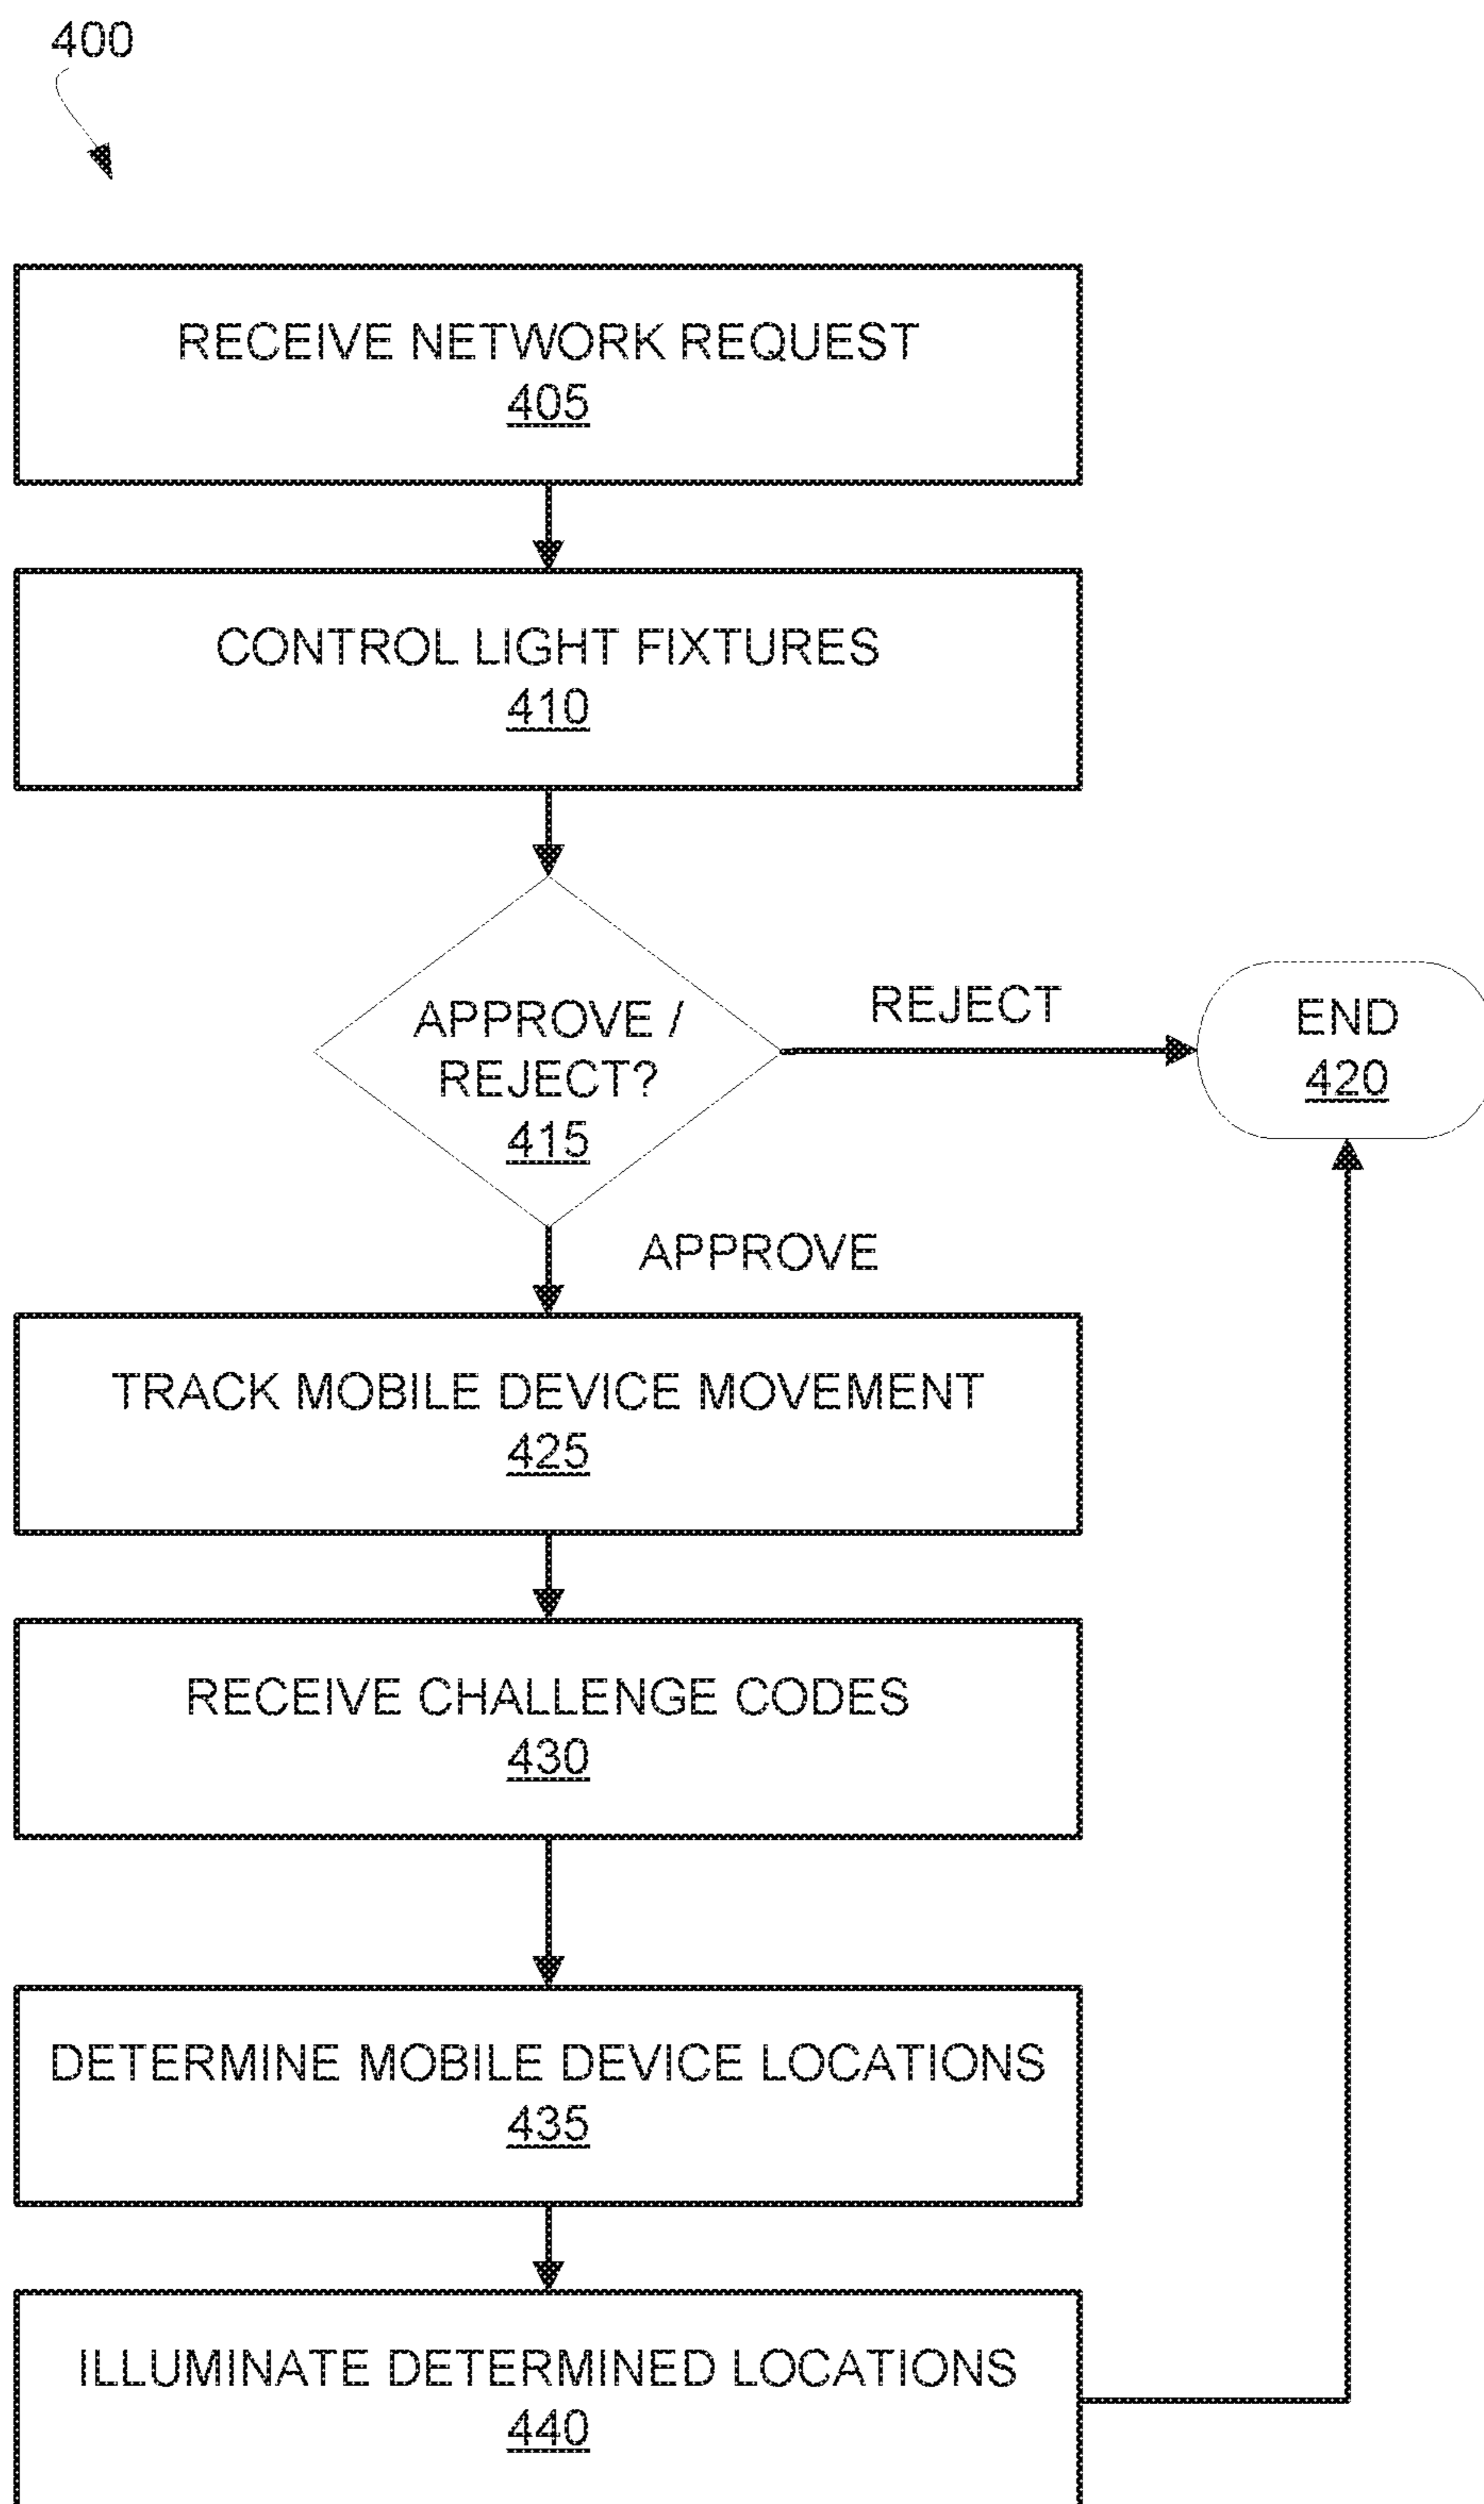 400
RECEIVE NETWORK REQUEST
405
CONTROL LIGHT FIXTURES
410
APPROVE /
REJECT?
415
REJECT
END
420
APPROVE
TRACK MOBILE DEVICE MOVEMENT
425
RECEIVE CHALLENGE CODES
430
DETERMINE MOBILE DEVICE LOCATIONS
435
ILLUMINATE DETERMINED LOCATIONS
440